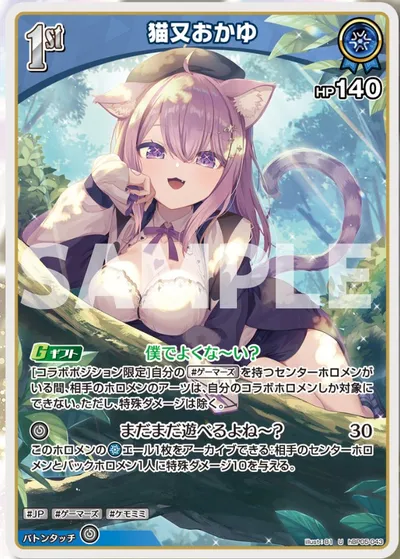 1st
猫又おかゆ
HP 140
SAMPLE
Gギフト 僕でよくな〜い?
[コラボポジション限定]自分の #ゲーマーズ を持つセンターホロメンが
いる間、相手のホロメンのアーツは、自分のコラボホロメンしか対象に
できない。ただし、特殊ダメージは除く。
まだまだ遊べるよね〜? 30
このホロメンの エール1枚をアーカイブできる:相手のセンターホロメ
ンとバックホロメン1人に特殊ダメージ10を与える。
#JP #ゲーマーズ #ケモミミ
バトンタッチ
Illust: B1 U hBP05-043